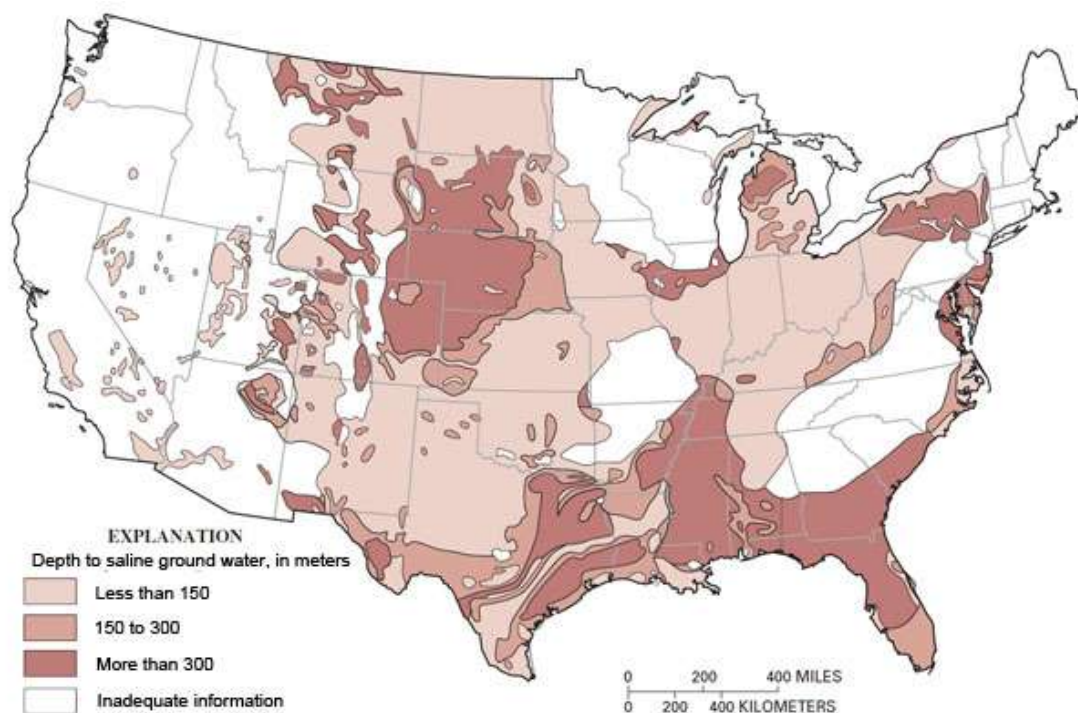 EXPLANATION
Depth to saline ground water, in meters
Less than 150
150 to 300
More than 300
Inadequate information
0 200 400 MILES
0 200 400 KILOMETERS